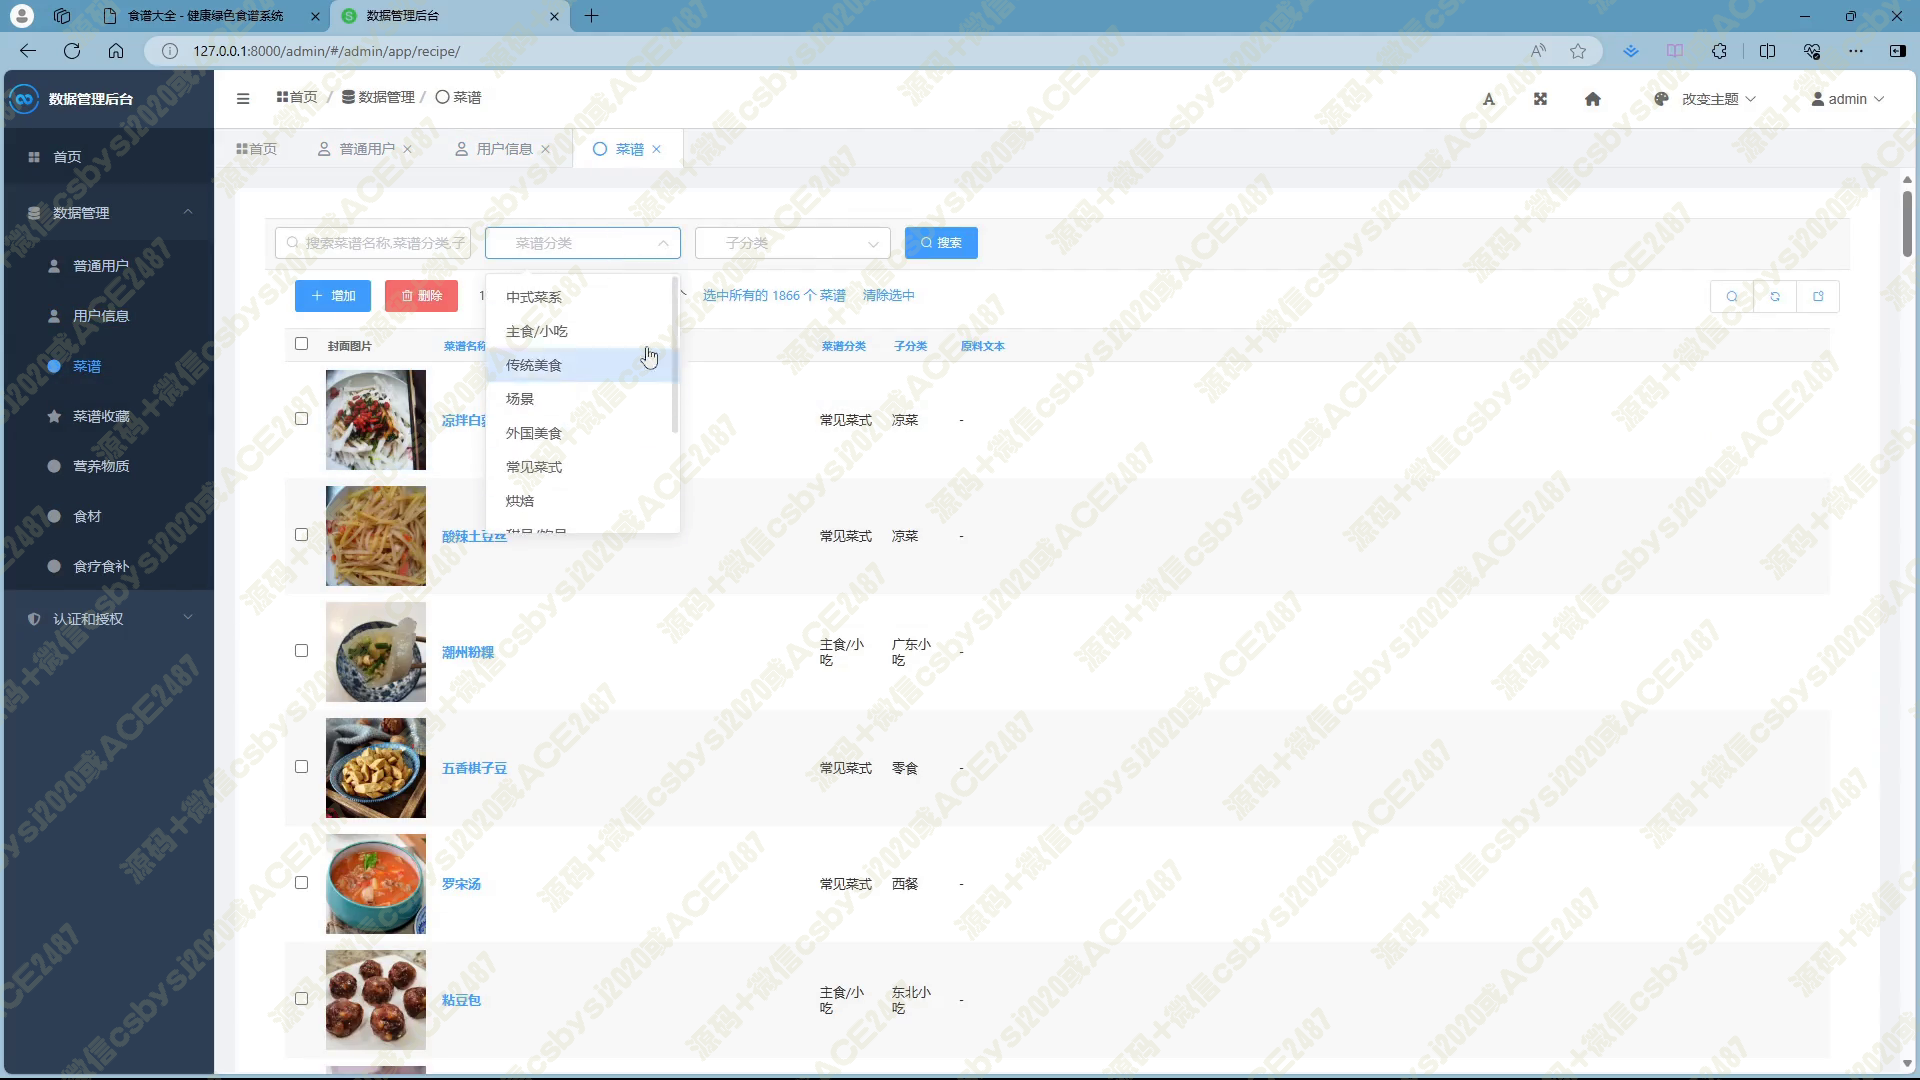 食谱大全 - 健康绿色食谱系统
数据管理后台
127.0.0.1:8000/admin/#/admin/app/recipe/
数据管理后台
首页 / 数据管理 / 菜谱
改变主题
admin
首页
普通用户
用户信息
菜谱
首页
数据管理
普通用户
用户信息
菜谱
菜谱收藏
营养物质
食材
食疗食补
认证和授权
搜索菜谱名称,菜谱分类,子
菜谱分类
子分类
搜索
增加
删除
选中所有的 1866 个 菜谱
清除选中
中式菜系
主食/小吃
传统美食
场景
外国美食
常见菜式
烘焙
封面图片
菜谱名称
菜谱分类
子分类
原料文本
凉拌白
常见菜式
凉菜
-
酸辣土豆丝
常见菜式
凉菜
-
潮州粉粿
主食/小吃
广东小吃
-
五香棋子豆
常见菜式
零食
-
罗宋汤
常见菜式
西餐
-
粘豆包
主食/小吃
东北小吃
-
源码+微信csbysj2020或ACE2487